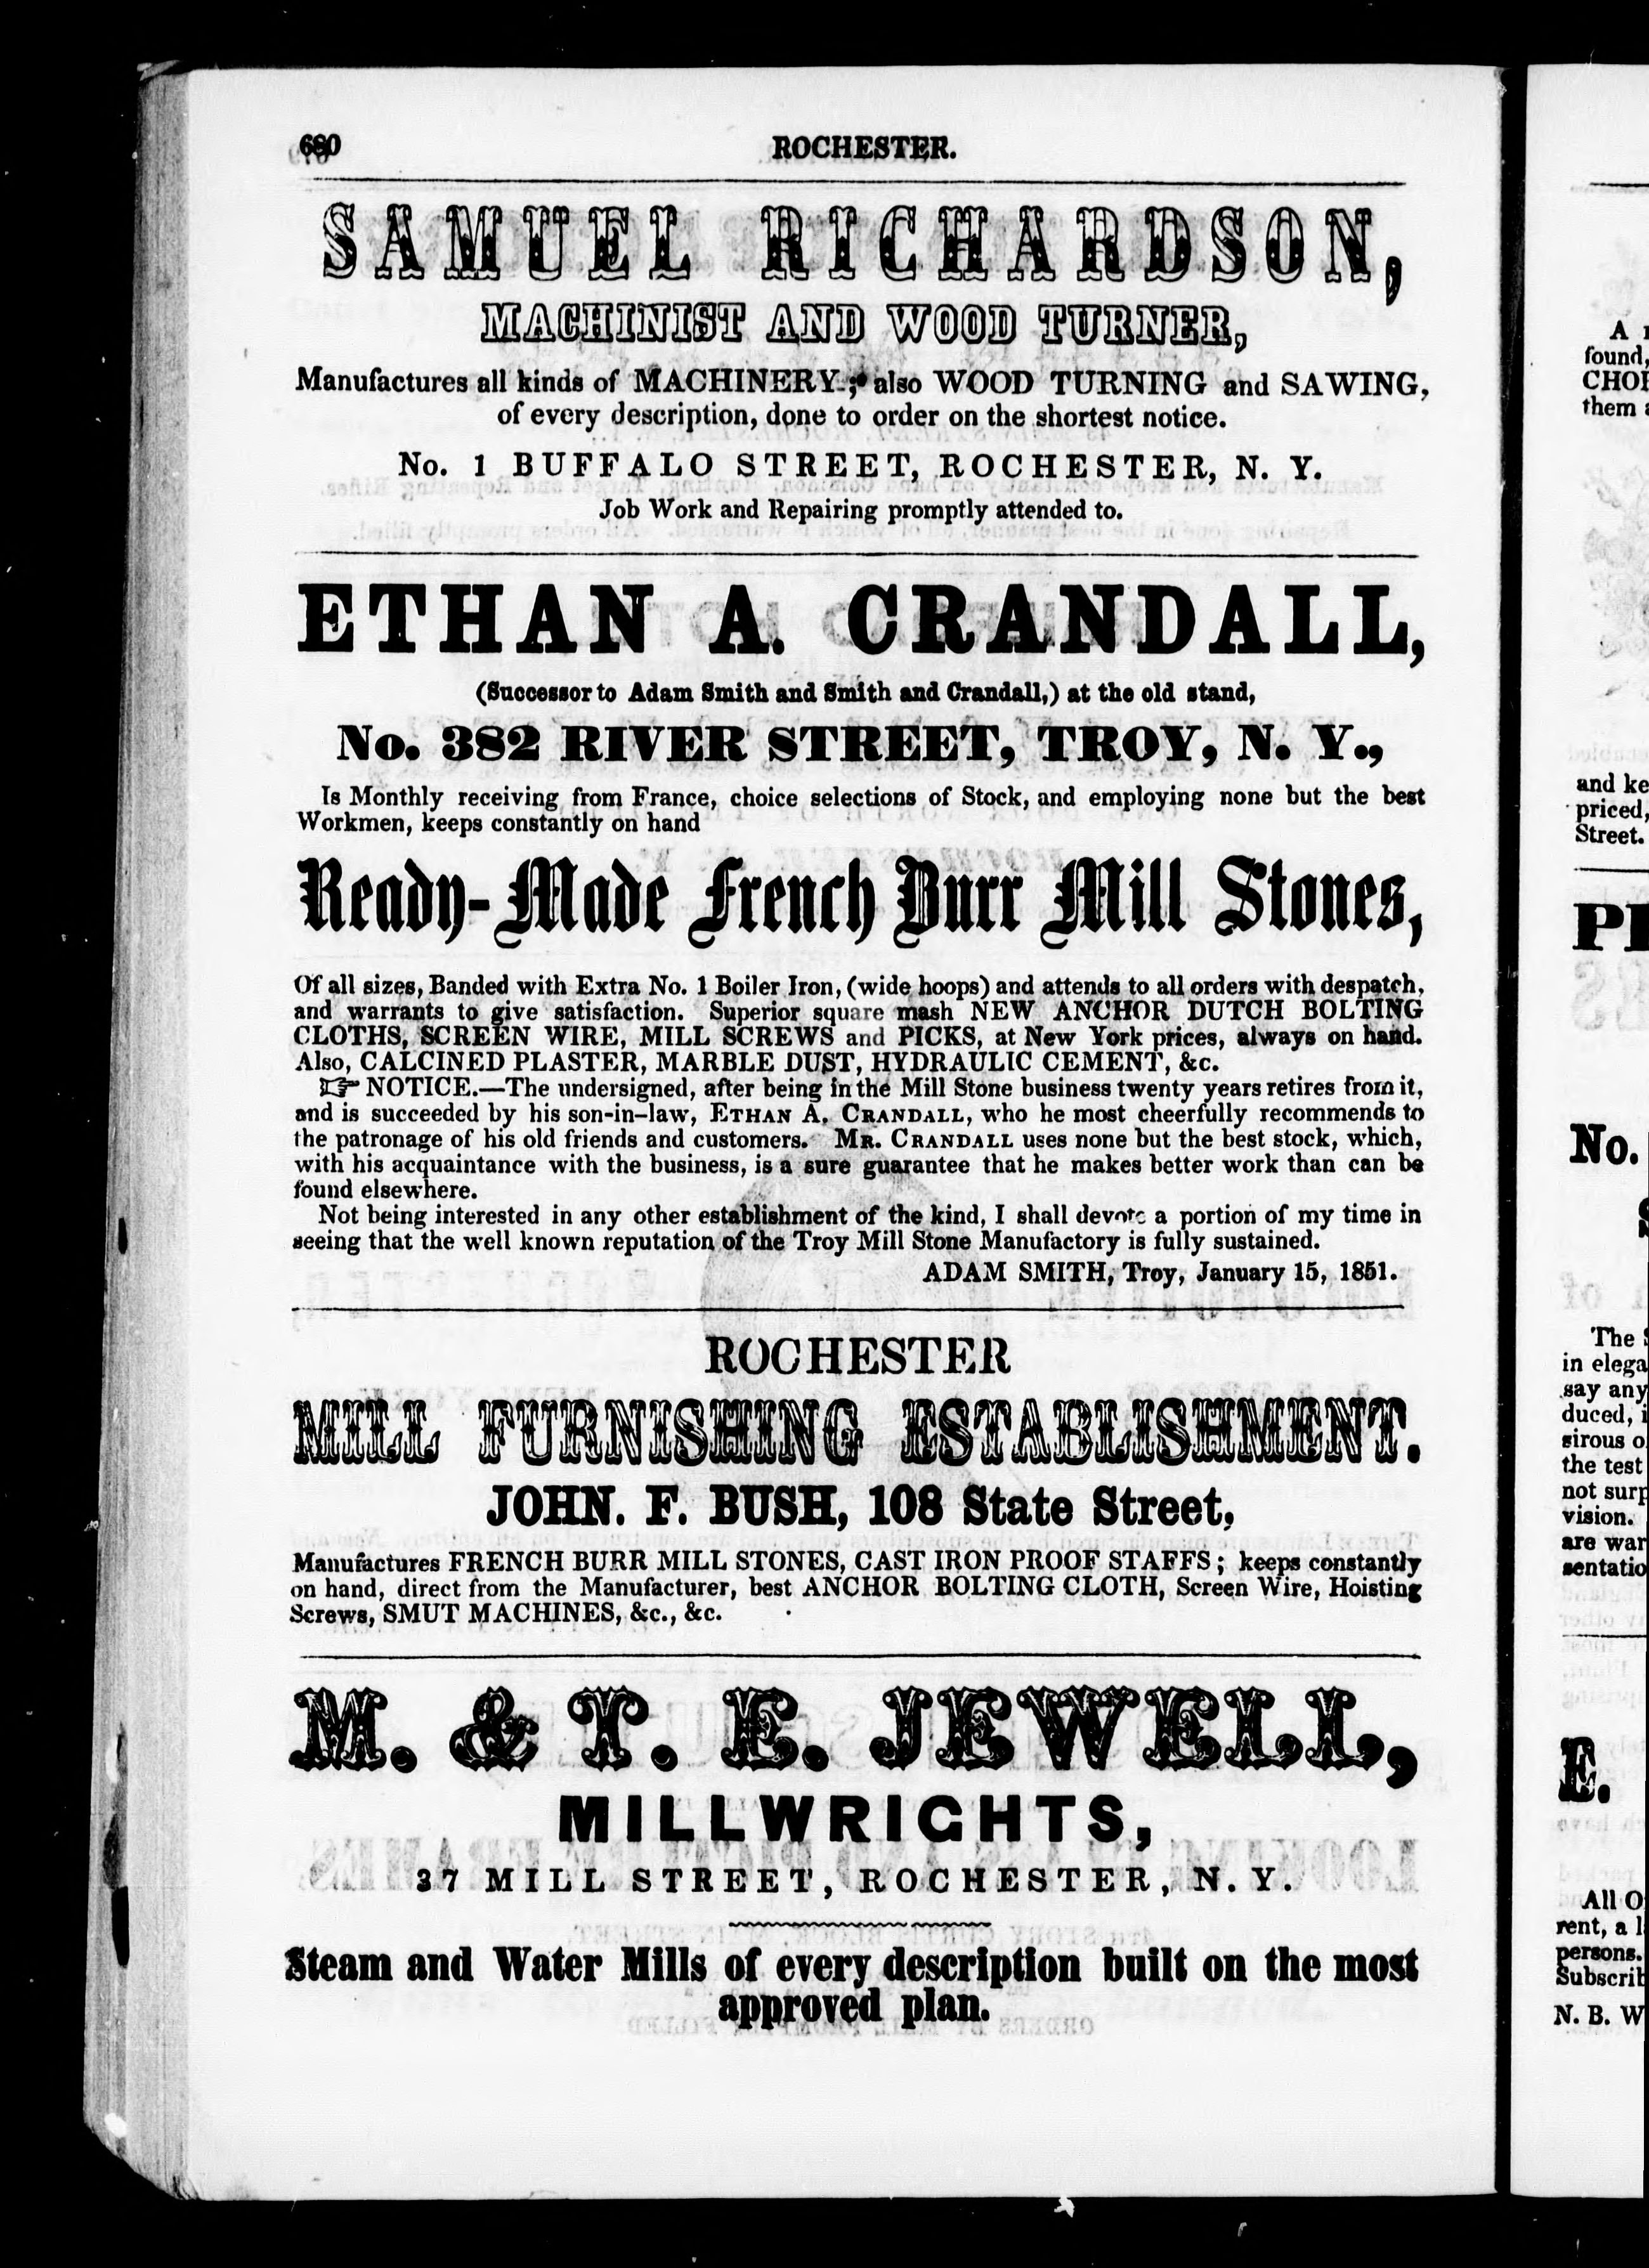 680
ROCHESTER.
SAMUEL RICHARDSON,
MACHINIST AND WOOD TURNER,
Manufactures all kinds of MACHINERY; also WOOD TURNING and SAWING,
of every description, done to order on the shortest notice.
No. 1 BUFFALO STREET, ROCHESTER, N. Y.
Job Work and Repairing promptly attended to.
ETHAN A. CRANDALL,
(Successor to Adam Smith and Smith and Crandall,) at the old stand,
No. 382 RIVER STREET, TROY, N. Y.,
Is Monthly receiving from France, choice selections of Stock, and employing none but the best
Workmen, keeps constantly on hand
Ready-Made French Burr Mill Stones,
Of all sizes, Banded with Extra No. 1 Boiler Iron, (wide hoops) and attends to all orders with despatch,
and warrants to give satisfaction. Superior square mash NEW ANCHOR DUTCH BOLTING
CLOTHS, SCREEN WIRE, MILL SCREWS and PICKS, at New York prices, always on hand.
Also, CALCINED PLASTER, MARBLE DUST, HYDRAULIC CEMENT, &c.
☞ NOTICE.—The undersigned, after being in the Mill Stone business twenty years retires from it,
and is succeeded by his son-in-law, ETHAN A. CRANDALL, who he most cheerfully recommends to
the patronage of his old friends and customers. MR. CRANDALL uses none but the best stock, which,
with his acquaintance with the business, is a sure guarantee that he makes better work than can be
found elsewhere.
Not being interested in any other establishment of the kind, I shall devote a portion of my time in
seeing that the well known reputation of the Troy Mill Stone Manufactory is fully sustained.
ADAM SMITH, Troy, January 15, 1851.
ROCHESTER
MILL FURNISHING ESTABLISHMENT.
JOHN. F. BUSH, 108 State Street,
Manufactures FRENCH BURR MILL STONES, CAST IRON PROOF STAFFS; keeps constantly
on hand, direct from the Manufacturer, best ANCHOR BOLTING CLOTH, Screen Wire, Hoisting
Screws, SMUT MACHINES, &c., &c.
M. & T. E. JEWELL,
MILLWRIGHTS,
37 MILL STREET, ROCHESTER, N. Y.
Steam and Water Mills of every description built on the most
approved plan.
A
found,
them
and ke
priced,
Street.
No.
The
in elega
say any
duced, i
sirous o
the test
not surp
vision.
are war
sentatio
E.
All O
rent, a l
persons.
Subscrib
N. B. W